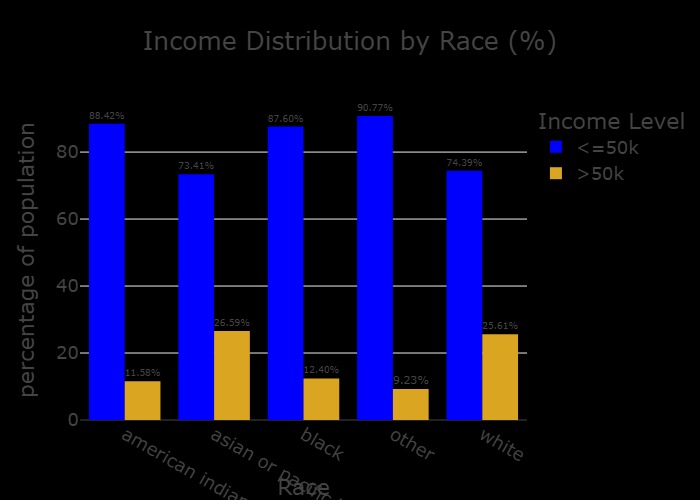 Income Distribution by Race (%)
percentage of population
80
60
40
20
0
88.42%
11.58%
73.41%
26.59%
87.60%
12.40%
90.77%
9.23%
74.39%
25.61%
american indian
asian or
black
other
white
Race
Income Level
<=50k
>50k